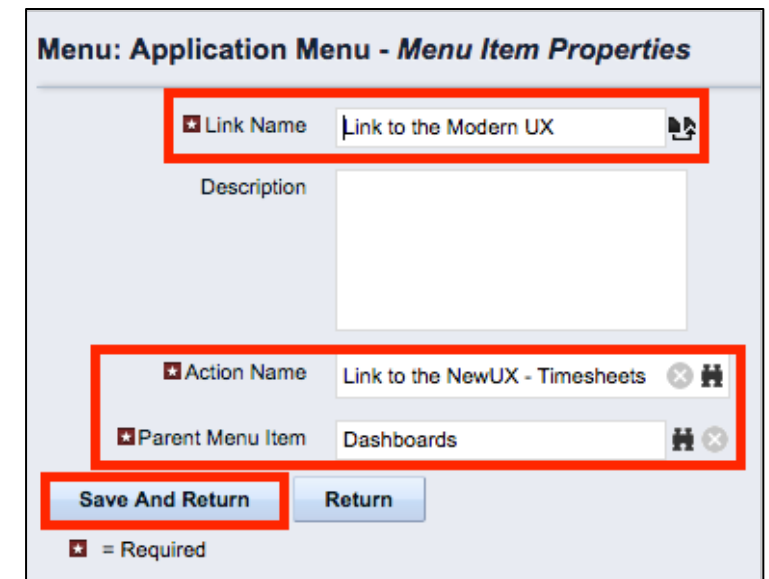 Menu: Application Menu - Menu Item Properties
Link Name Link to the Modern UX
Description
Action Name Link to the NewUX - Timesheets
Parent Menu Item Dashboards
Save And Return Return
= Required